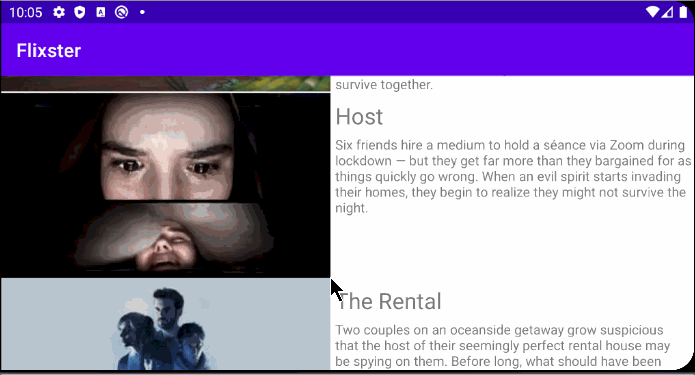 10:05
Flixster
survive together.
Host
Six friends hire a medium to hold a séance via Zoom during
lockdown — but they get far more than they bargained for as
things quickly go wrong. When an evil spirit starts invading
their homes, they begin to realize they might not survive the
night.
The Rental
Two couples on an oceanside getaway grow suspicious
that the host of their seemingly perfect rental house may
be spying on them. Before long, what should have been